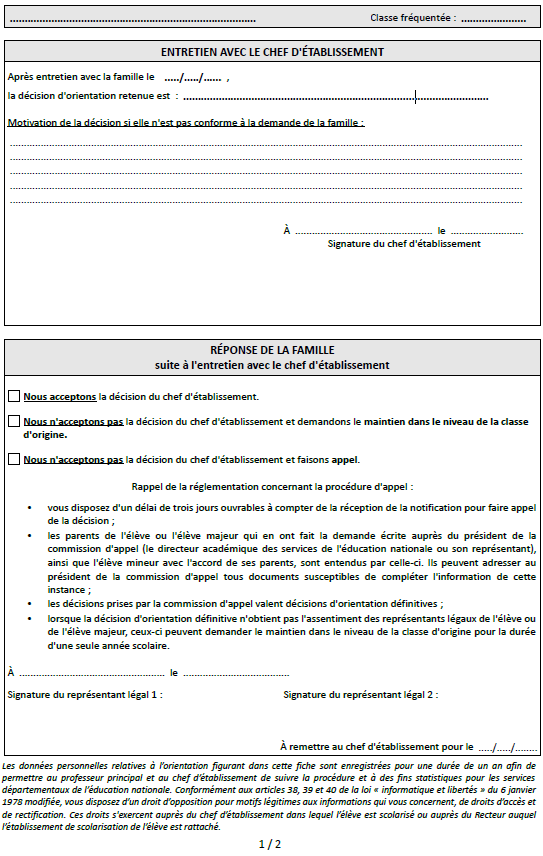 ........................................................................................ Classe fréquentée : ......................
ENTRETIEN AVEC LE CHEF D'ÉTABLISSEMENT
Après entretien avec la famille le ...../...../...... ,
la décision d'orientation retenue est : ........................................................................................................
Motivation de la décision si elle n'est pas conforme à la demande de la famille :
........................................................................................................................
........................................................................................................................
........................................................................................................................
........................................................................................................................
........................................................................................................................
À ................................................ le .........................
Signature du chef d'établissement
RÉPONSE DE LA FAMILLE
suite à l'entretien avec le chef d'établissement
Nous acceptons la décision du chef d'établissement.
Nous n'acceptons pas la décision du chef d'établissement et demandons le maintien dans le niveau de la classe
d'origine.
Nous n'acceptons pas la décision du chef d'établissement et faisons appel.
Rappel de la réglementation concernant la procédure d'appel :
• vous disposez d'un délai de trois jours ouvrables à compter de la réception de la notification pour faire appel
de la décision ;
• les parents de l'élève ou l'élève majeur qui en ont fait la demande écrite auprès du président de la
commission d'appel (le directeur académique des services de l'éducation nationale ou son représentant),
ainsi que l'élève mineur avec l'accord de ses parents, sont entendus par celle-ci. Ils peuvent adresser au
président de la commission d'appel tous documents susceptibles de compléter l'information de cette
instance ;
• les décisions prises par la commission d'appel valent décisions d'orientation définitives ;
• lorsque la décision d'orientation définitive n'obtient pas l'assentiment des représentants légaux de l'élève ou
de l'élève majeur, ceux-ci peuvent demander le maintien dans le niveau de la classe d'origine pour la durée
d'une seule année scolaire.
À .................................................. le .....................................
Signature du représentant légal 1 : Signature du représentant légal 2 :
À remettre au chef d'établissement pour le ...../...../........
Les données personnelles relatives à l'orientation figurant dans cette fiche sont enregistrées pour une durée de un an afin de
permettre au professeur principal et au chef d'établissement de suivre la procédure et à des fins statistiques pour les services
départementaux de l'éducation nationale. Conformément aux articles 38, 39 et 40 de la loi « informatique et libertés » du 6 janvier
1978 modifiée, vous disposez d'un droit d'opposition pour motifs légitimes aux informations qui vous concernent, de droits d'accès et
de rectification. Ces droits s'exercent auprès du chef d'établissement dans lequel l'élève est scolarisé ou auprès du Recteur auquel
l'établissement de scolarisation de l'élève est rattaché.
1 / 2